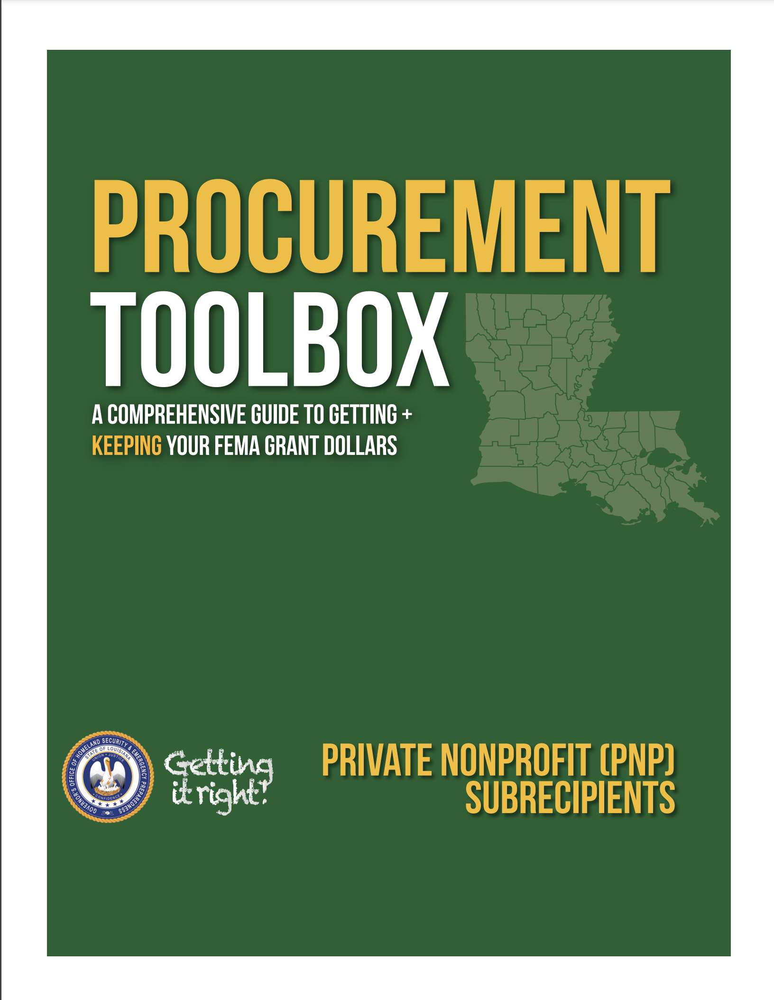 PROCUREMENT
TOOLBOX
A COMPREHENSIVE GUIDE TO GETTING +
KEEPING YOUR FEMA GRANT DOLLARS
GOVERNOR'S OFFICE OF HOMELAND SECURITY & EMERGENCY PREPAREDNESS
STATE OF LOUISIANA
UNION • JUSTICE
• CONFIDENCE •
Getting
it right!
PRIVATE NONPROFIT (PNP)
SUBRECIPIENTS